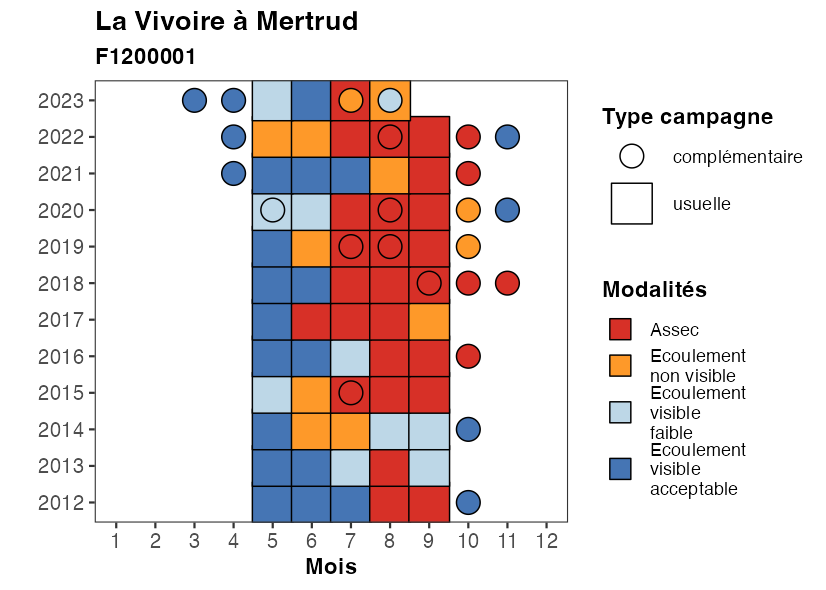 La Vivoire à Mertrud
F1200001
2023
2022
2021
2020
2019
2018
2017
2016
2015
2014
2013
2012
1 2 3 4 5 6 7 8 9 10 11 12
Mois
Type campagne
complémentaire
usuelle
Modalités
Assec
Ecoulement
non visible
Ecoulement
visible
faible
Ecoulement
visible
acceptable